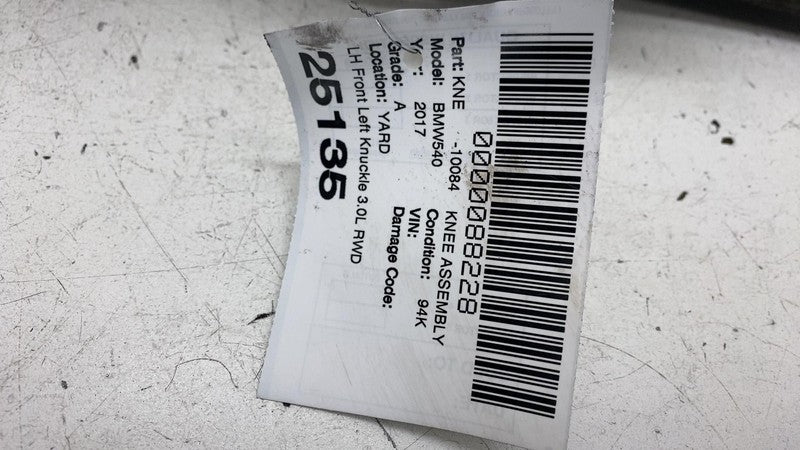 0000088228
Part: KNE -10084 KNEE ASSEMBLY
Model: BMW540 Condition: 94K
2017 VIN:
Grade: A Damage Code:
Location: YARD
LH Front Left Knuckle 3.0L RWD
25135